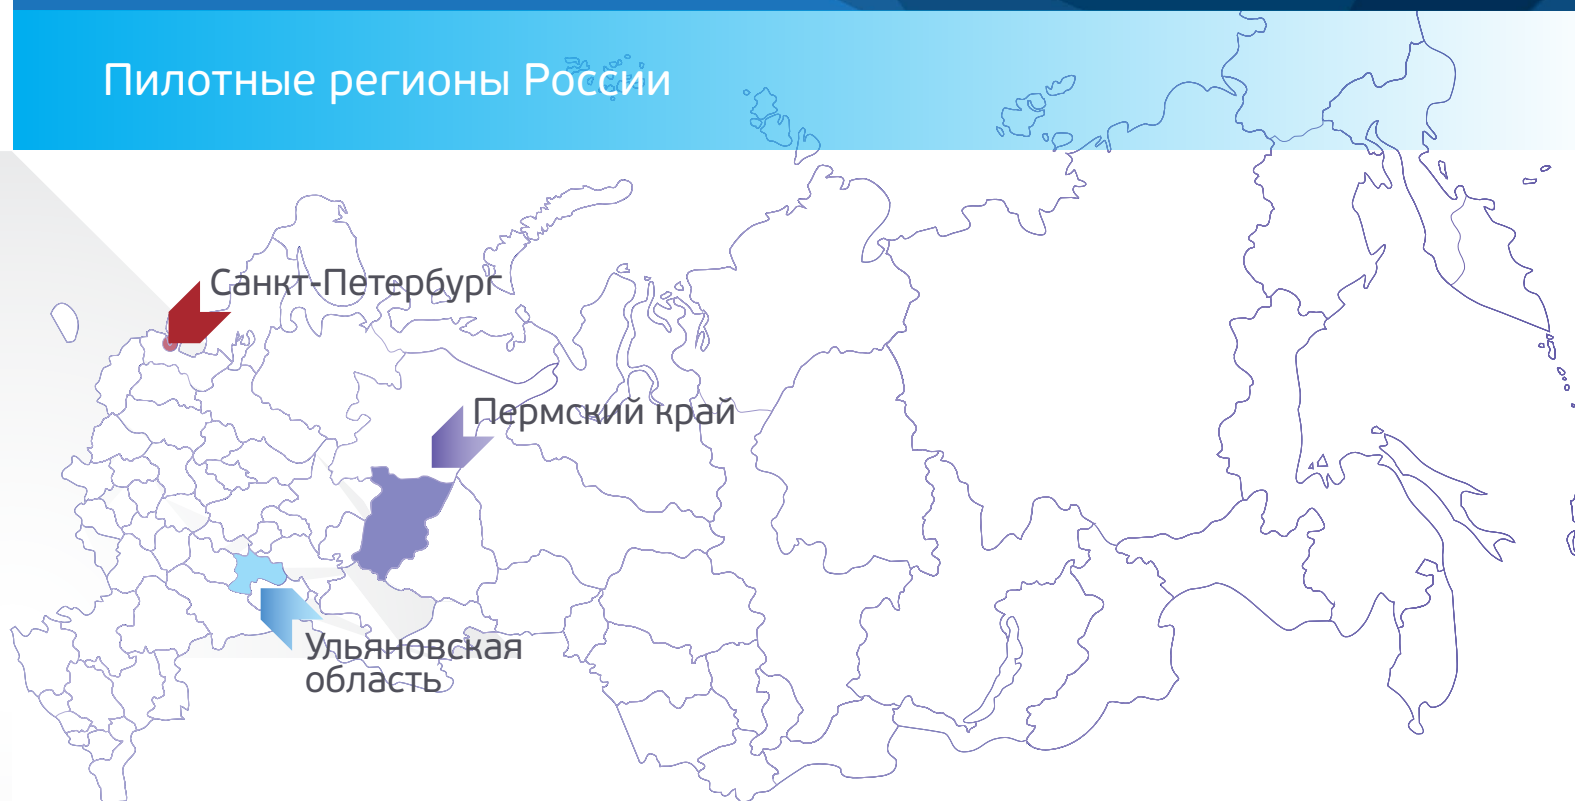 Пилотные регионы России
Санкт-Петербург
Пермский край
Ульяновская
область